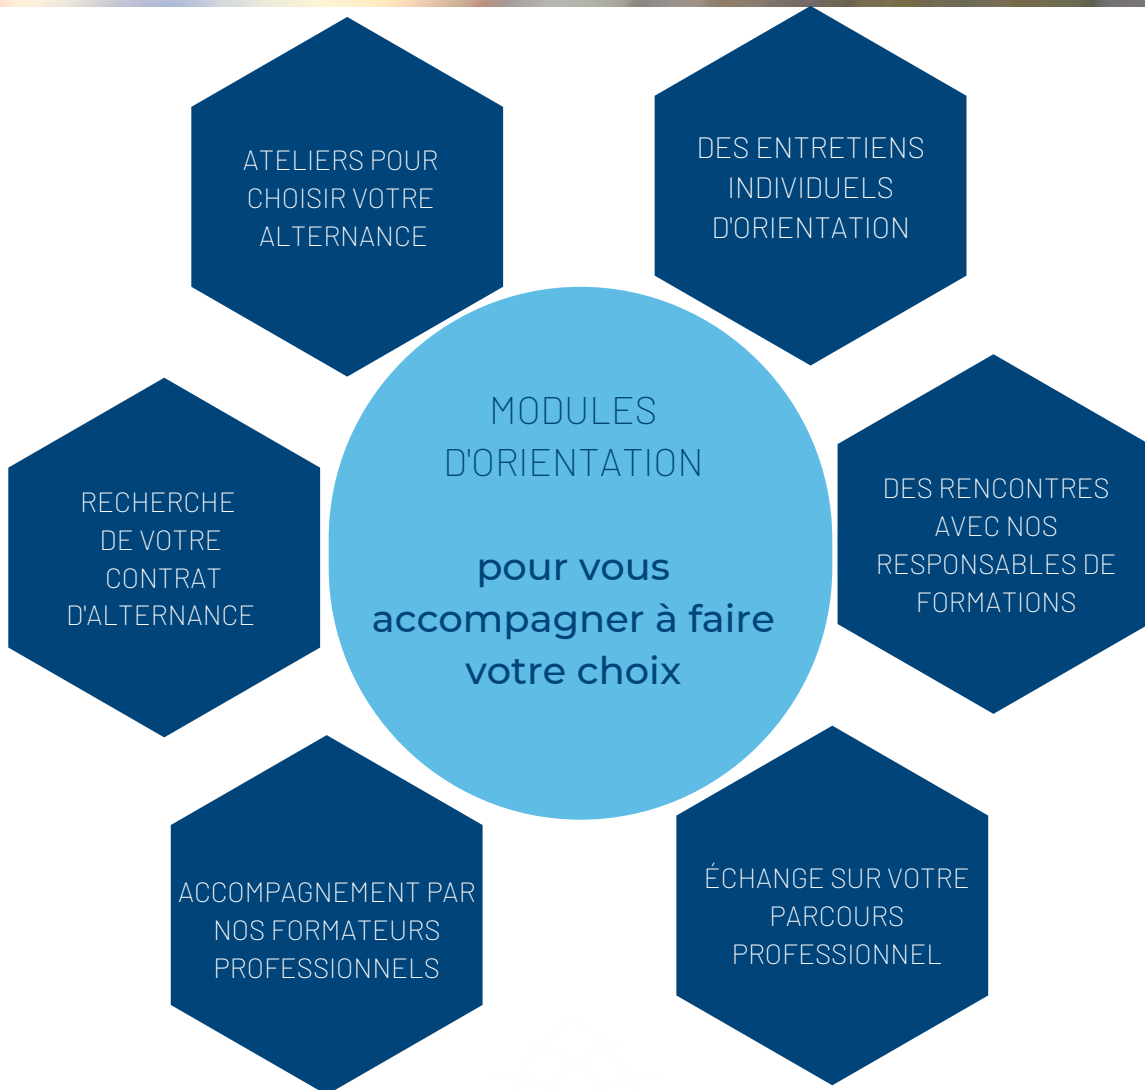 ATELIERS POUR
CHOISIR VOTRE
ALTERNANCE
DES ENTRETIENS
INDIVIDUELS
D'ORIENTATION
MODULES
D'ORIENTATION
pour vous
accompagner à faire
votre choix
RECHERCHE
DE VOTRE
CONTRAT
D'ALTERNANCE
DES RENCONTRES
AVEC NOS
RESPONSABLES DE
FORMATIONS
ACCOMPAGNEMENT PAR
NOS FORMATEURS
PROFESSIONNELS
ÉCHANGE SUR VOTRE
PARCOURS
PROFESSIONNEL